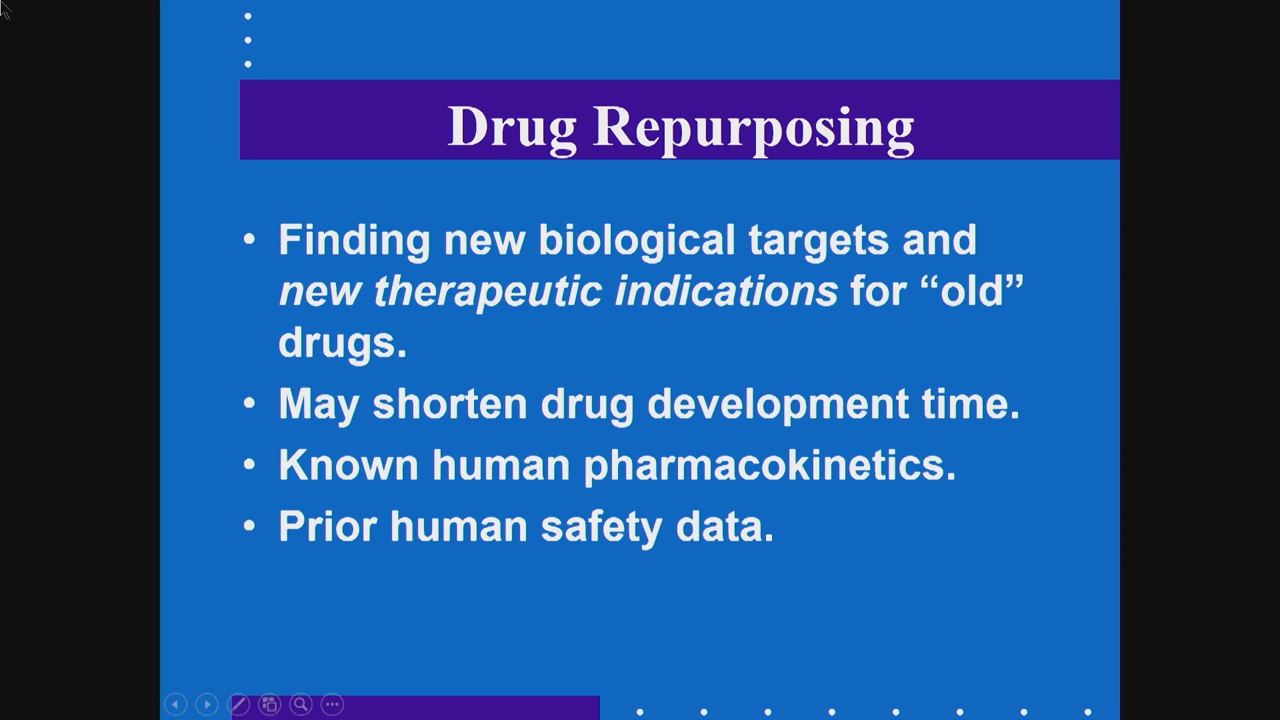 Drug Repurposing
• Finding new biological targets and
new therapeutic indications for “old”
drugs.
• May shorten drug development time.
• Known human pharmacokinetics.
• Prior human safety data.